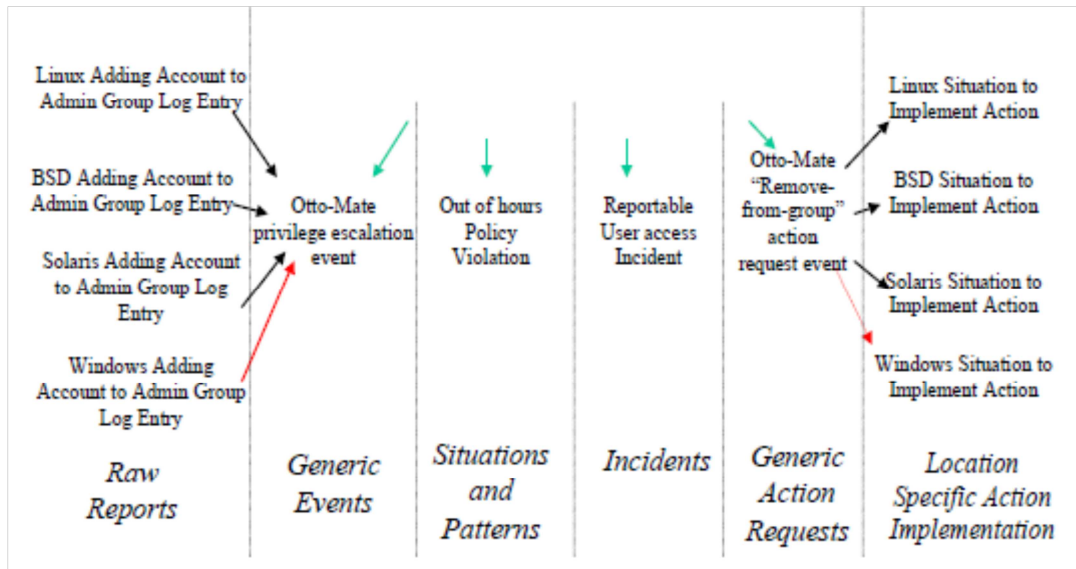 Linux Adding Account to
Admin Group Log Entry
BSD Adding Account to
Admin Group Log Entry
Solaris Adding Account
to Admin Group Log
Entry
Windows Adding
Account to Admin Group
Log Entry
Raw
Reports
Otto-Mate
privilege escalation
event
Generic
Events
Out of hours
Policy
Violation
Situations
and
Patterns
Reportable
User access
Incident
Incidents
Otto-Mate
“Remove-
from-group”
action
request event
Generic
Action
Requests
Linux Situation to
Implement Action
BSD Situation to
Implement Action
Solaris Situation to
Implement Action
Windows Situation to
Implement Action
Location
Specific Action
Implementation